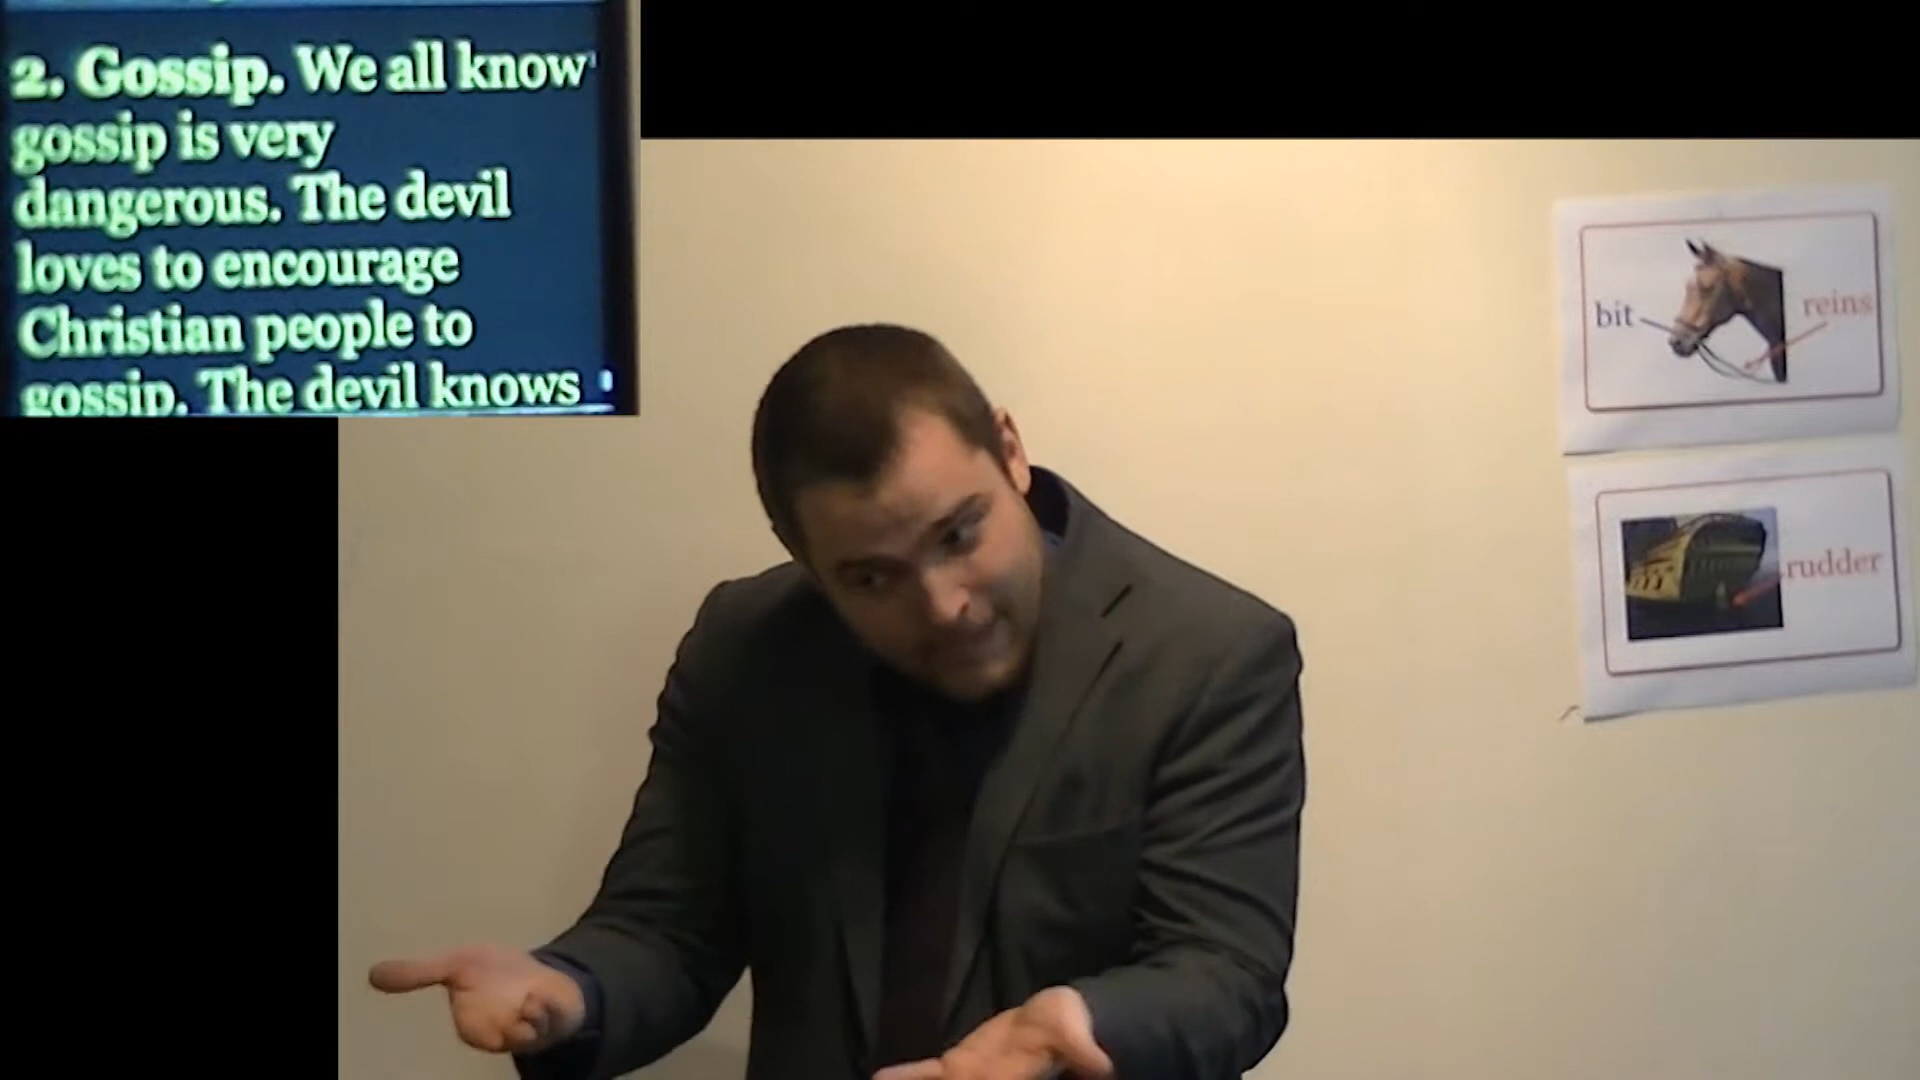 2. Gossip. We all know
gossip is very
dangerous. The devil
loves to encourage
Christian people to
gossip. The devil knows
bit
reins
rudder